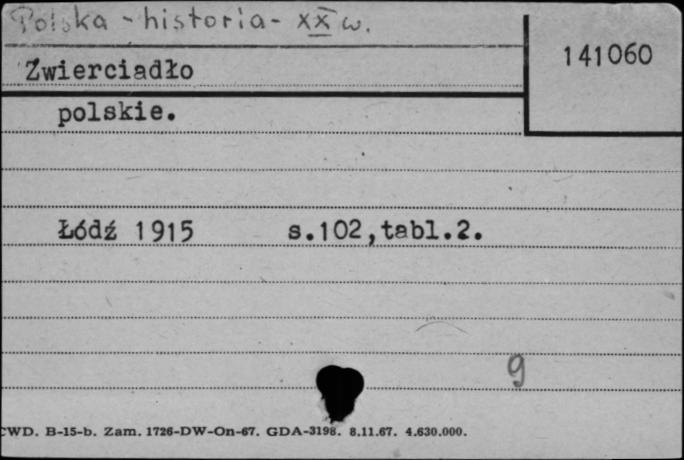 Polska - historia - XX w.
141060
Zwierciadło
polskie.
Łódź 1915 s.102,tabl.2.
9
CWD. B-15-b. Zam. 1726-DW-On-67. GDA-3198. 8.11.67. 4.630.000.